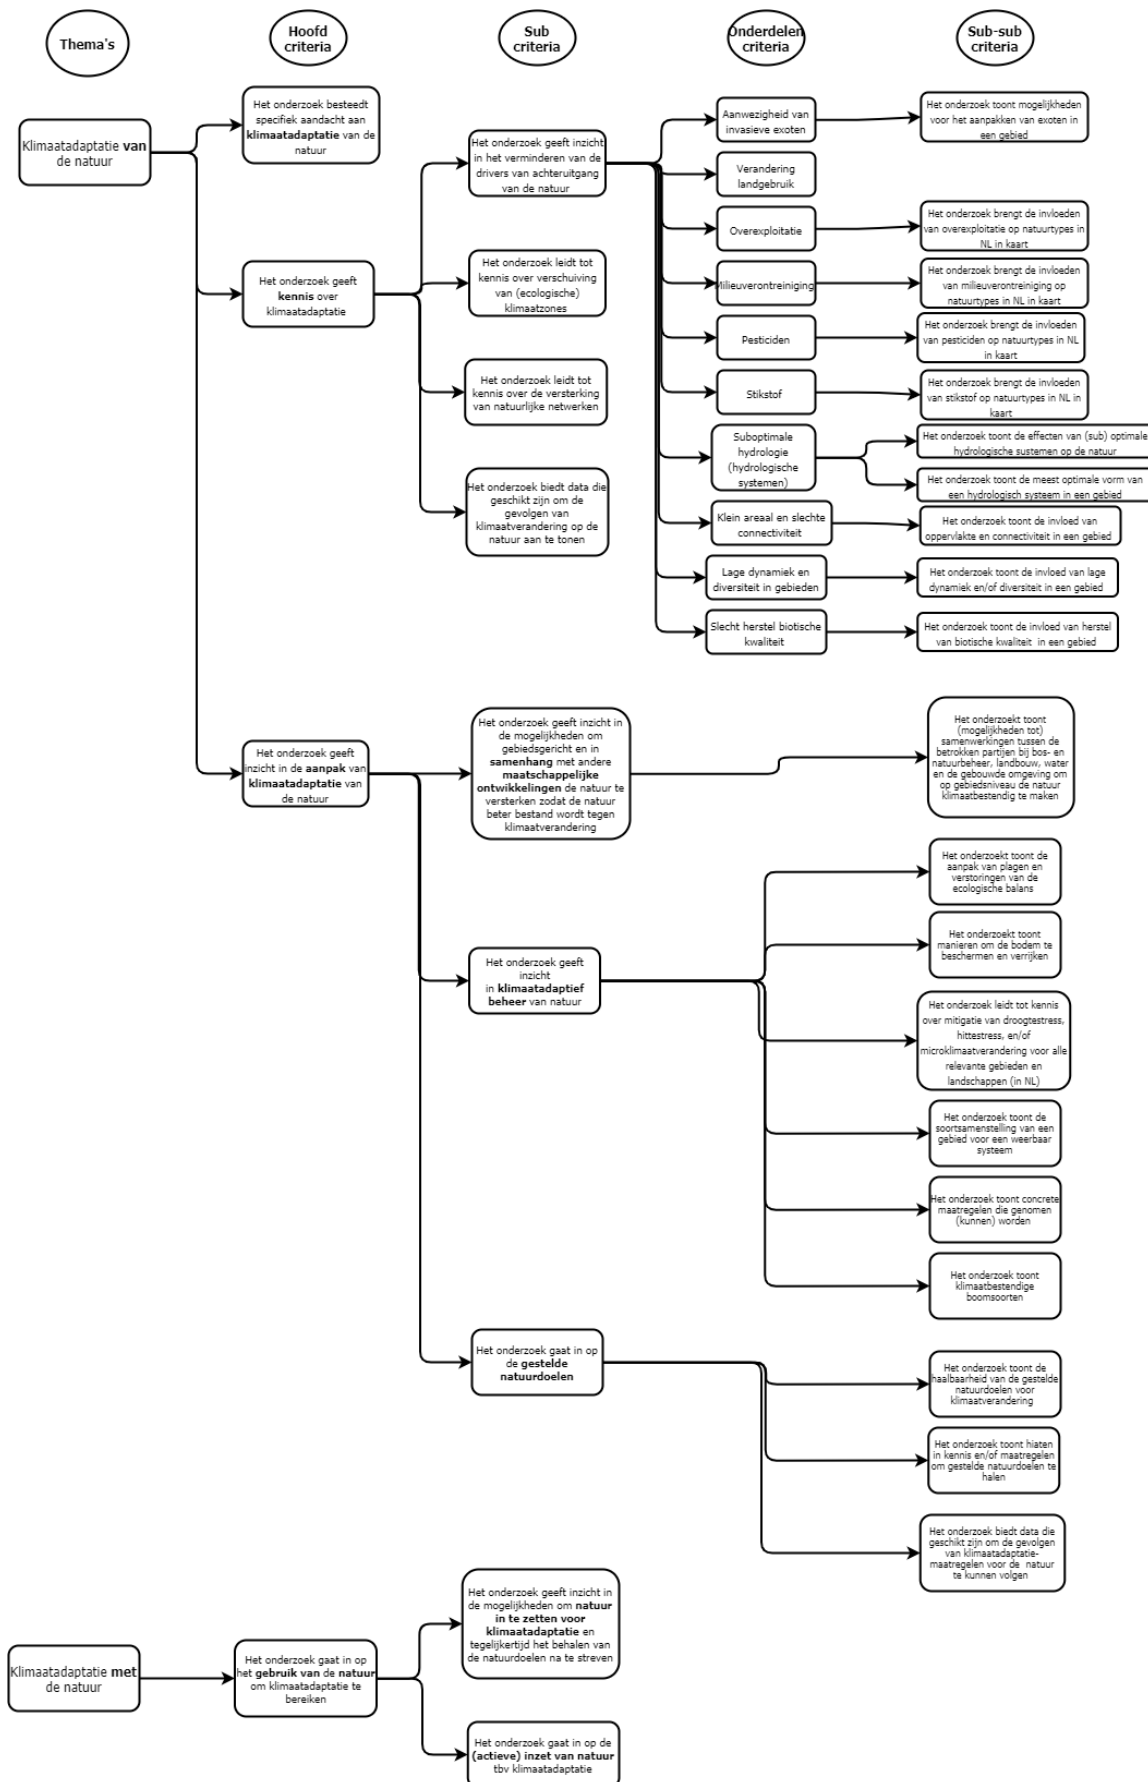 Thema's
Hoofd
criteria
Sub
criteria
Onderdelen
criteria
Sub-sub
criteria
Klimaatadaptatie van
de natuur
Het onderzoek besteedt
specifiek aandacht aan
klimaatadaptatie van de
natuur
Het onderzoek geeft
kennis over
klimaatadaptatie
Het onderzoek geeft inzicht
in het verminderen van de
drivers van achteruitgang
van de natuur
Aanwezigheid van
invasieve exoten
Het onderzoek toont mogelijkheden
voor het aanpakken van exoten in
een gebied
Verandering
landgebruik
Overexploitatie
Het onderzoek brengt de invloeden
van overexploitatie op natuurtypes in
NL in kaart
Milieuverontreiniging
Het onderzoek brengt de invloeden
van milieuverontreiniging op
natuurtypes in NL in kaart
Pesticiden
Het onderzoek brengt de invloeden
van pesticiden op natuurtypes in NL
in kaart
Stikstof
Het onderzoek brengt de invloeden
van stikstof op natuurtypes in NL in
kaart
Suboptimale
hydrologie
(hydrologische
systemen)
Het onderzoek toont de effecten van (sub) optimale
hydrologische sustemen op de natuur
Het onderzoek toont de meest optimale vorm van
een hydrologisch systeem in een gebied
Klein areaal en slechte
connectiviteit
Het onderzoek toont de invloed van
oppervlakte en connectiviteit in een gebied
Lage dynamiek en
diversiteit in gebieden
Het onderzoek toont de invloed van lage
dynamiek en/of diversiteit in een gebied
Slecht herstel biotische
kwaliteit
Het onderzoek toont de invloed van herstel
van biotische kwaliteit in een gebied
Het onderzoek leidt tot
kennis over verschuiving
van (ecologische)
klimaatzones
Het onderzoek leidt tot
kennis over de versterking
van natuurlijke netwerken
Het onderzoek biedt data die
geschikt zijn om de
gevolgen van
klimaatverandering op de
natuur aan te tonen
Het onderzoek geeft
inzicht in de aanpak van
klimaatadaptatie van
de natuur
Het onderzoek geeft inzicht in
de mogelijkheden om
gebiedsgericht en in
samenhang met andere
maatschappelijke
ontwikkelingen de natuur te
versterken zodat de natuur
beter bestand wordt tegen
klimaatverandering
Het onderzoekt toont
(mogelijkheden tot)
samenwerkingen tussen de
betrokken partijen bij bos- en
natuurbeheer, landbouw, water
en de gebouwde omgeving om
op gebiedsniveau de natuur
klimaatbestendig te maken
Het onderzoek geeft
inzicht
in klimaatadaptief
beheer van natuur
Het onderzoekt toont de
aanpak van plagen en
verstoringen van de
ecologische balans
Het onderzoekt toont
manieren om de bodem te
beschermen en verrijken
Het onderzoek leidt tot kennis
over mitigatie van droogtestress,
hittestress, en/of
microklimaatverandering voor alle
relevante gebieden en
landschappen (in NL)
Het onderzoek toont de
soortsamenstelling van een
gebied voor een weerbaar
systeem
Het onderzoek toont concrete
maatregelen die genomen
(kunnen) worden
Het onderzoek toont
klimaatbestendige
boomsoorten
Het onderzoek gaat in op
de gestelde
natuurdoelen
Het onderzoek toont de
haalbaarheid van de gestelde
natuurdoelen voor
klimaatverandering
Het onderzoek toont hiaten
in kennis en/of maatregelen
om gestelde natuurdoelen te
halen
Het onderzoek biedt data die
geschikt zijn om de gevolgen
van klimaatadaptatie-
maatregelen voor de natuur
te kunnen volgen
Klimaatadaptatie met
de natuur
Het onderzoek gaat in op
het gebruik van de natuur
om klimaatadaptatie te
bereiken
Het onderzoek geeft inzicht in
de mogelijkheden om natuur
in te zetten voor
klimaatadaptatie en
tegelijkertijd het behalen van
de natuurdoelen na te streven
Het onderzoek gaat in op de
(actieve) inzet van natuur
tbv klimaatadaptatie